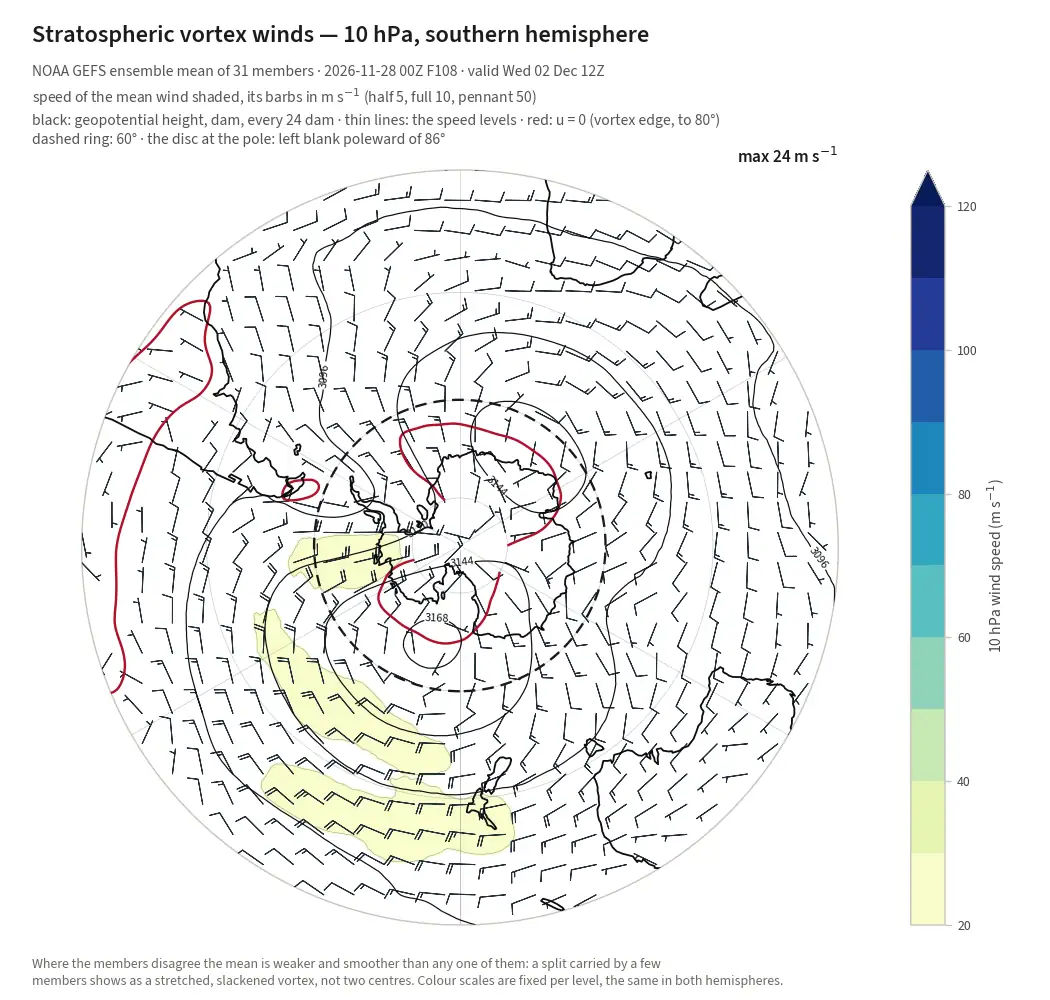 Stratospheric vortex winds — 10 hPa, southern hemisphere
NOAA GEFS ensemble mean of 31 members · 2026-11-28 00Z F108 · valid Wed 02 Dec 12Z
speed of the mean wind shaded, its barbs in m s⁻¹ (half 5, full 10, pennant 50)
black: geopotential height, dam, every 24 dam · thin lines: the speed levels · red: u = 0 (vortex edge, to 80°)
dashed ring: 60° · the disc at the pole: left blank poleward of 86°
max 24 m s⁻¹
120
100
80
60
40
20
10 hPa wind speed (m s⁻¹)
3096
3144
3144
3168
3096
Where the members disagree the mean is weaker and smoother than any one of them: a split carried by a few
members shows as a stretched, slackened vortex, not two centres. Colour scales are fixed per level, the same in both hemispheres.